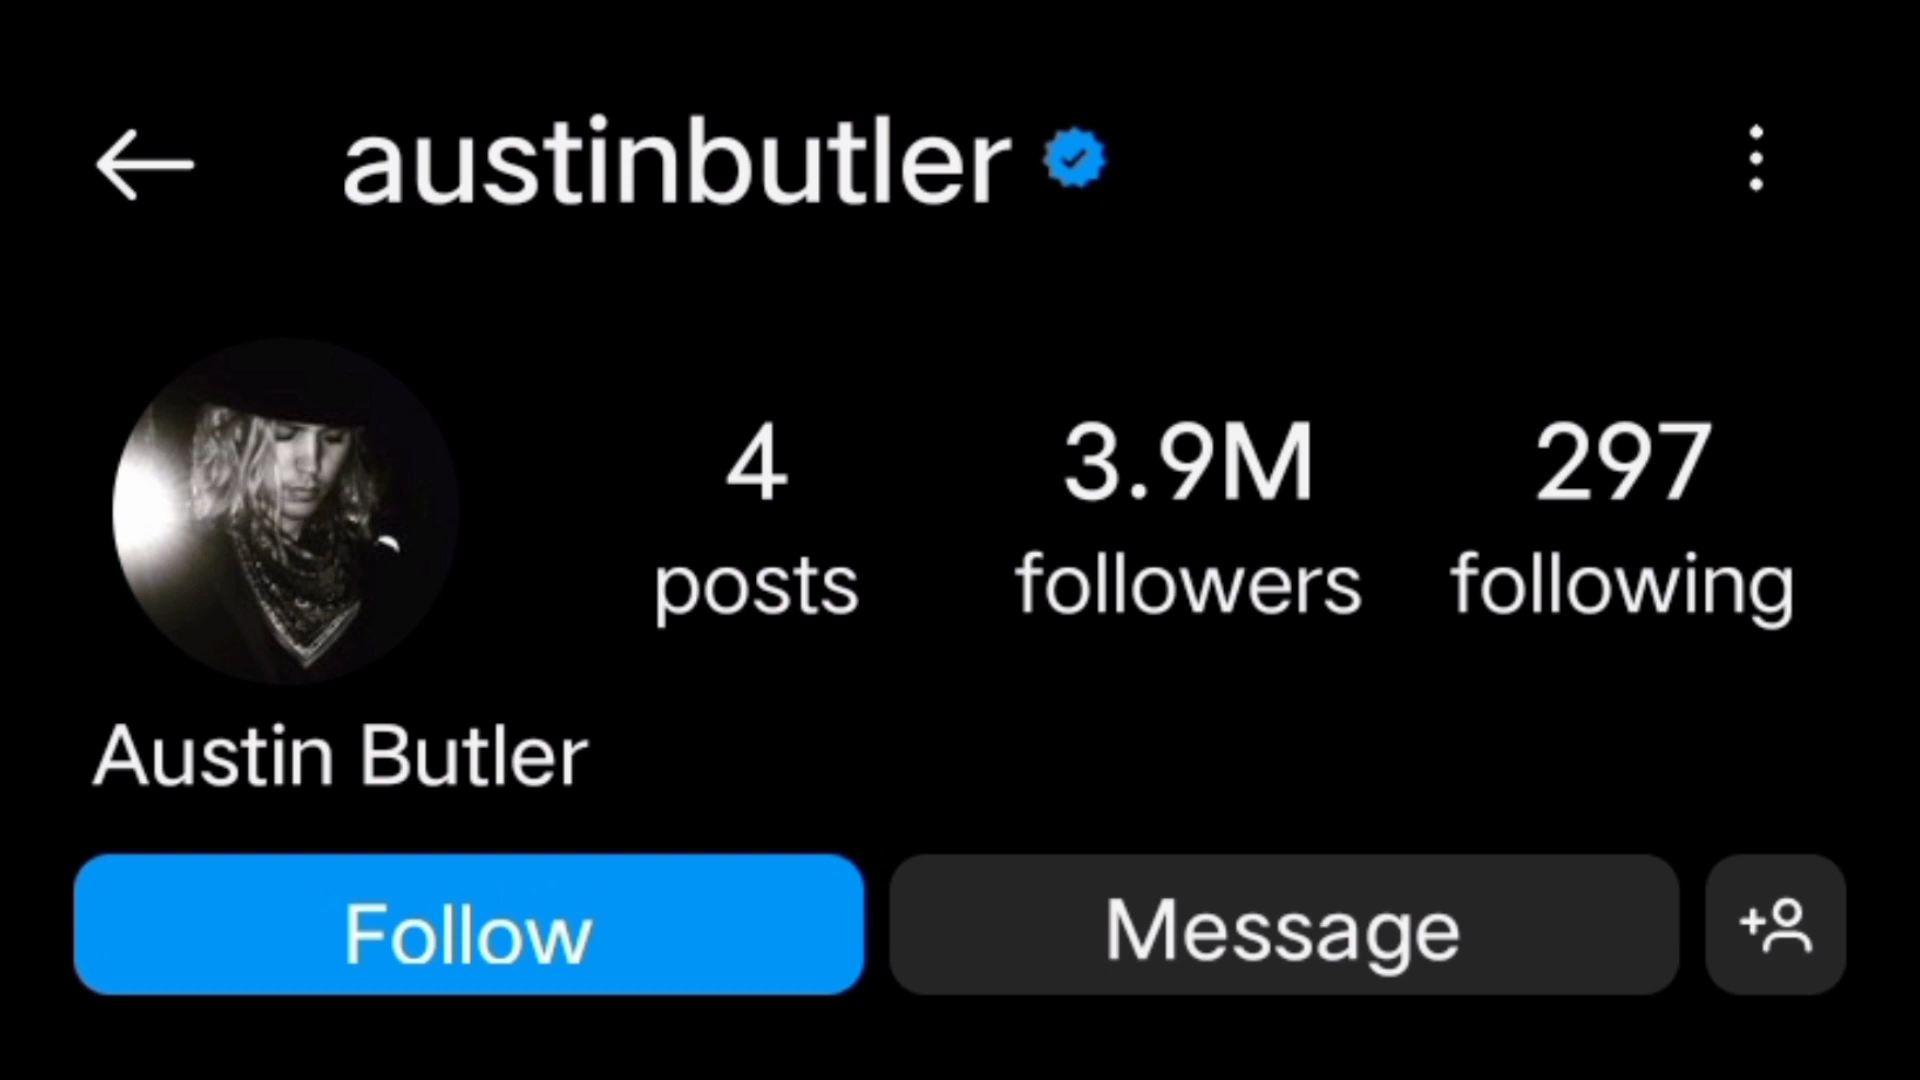 austinbutler
4 3.9M 297
posts followers following
Austin Butler
Follow Message